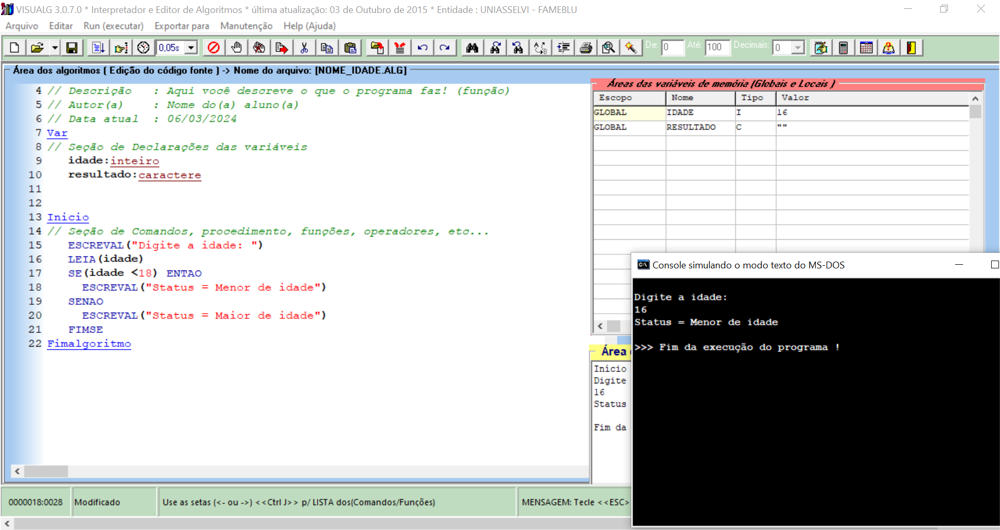 VISUALG 3.0.7.0 * Interpretador e Editor de Algoritmos * última atualização: 03 de Outubro de 2015 * Entidade : UNIASSELVI - FAMEBLU
Arquivo Editar Run (executar) Exportar para Manutenção Help (Ajuda)
0,05s De: 0 Até: 100 Decimais: 0
Área dos algoritmos ( Edição do código fonte ) -> Nome do arquivo: [NOME_IDADE.ALG]
4 // Descrição   : Aqui você descreve o que o programa faz! (função)
5 // Autor(a)    : Nome do(a) aluno(a)
6 // Data atual  : 06/03/2024
7 Var
8 // Seção de Declarações das variáveis
9    idade:inteiro
10    resultado:caractere
11
12
13 Inicio
14 // Seção de Comandos, procedimento, funções, operadores, etc...
15    ESCREVAL("Digite a idade: ")
16    LEIA(idade)
17    SE(idade <18) ENTAO
18      ESCREVAL("Status = Menor de idade")
19    SENAO
20      ESCREVAL("Status = Maior de idade")
21    FIMSE
22 Fimalgoritmo
Áreas das variáveis de memória (Globais e Locais )
Escopo Nome Tipo Valor
GLOBAL IDADE I 16
GLOBAL RESULTADO C ""
Área
Início
Digite
16
Status
Fim da
Console simulando o modo texto do MS-DOS
Digite a idade:
16
Status = Menor de idade
>>> Fim da execução do programa !
0000018:0028 Modificado Use as setas (<- ou ->) <<Ctrl J>> p/ LISTA dos(Comandos/Funções) MENSAGEM: Tecle <<ESC>